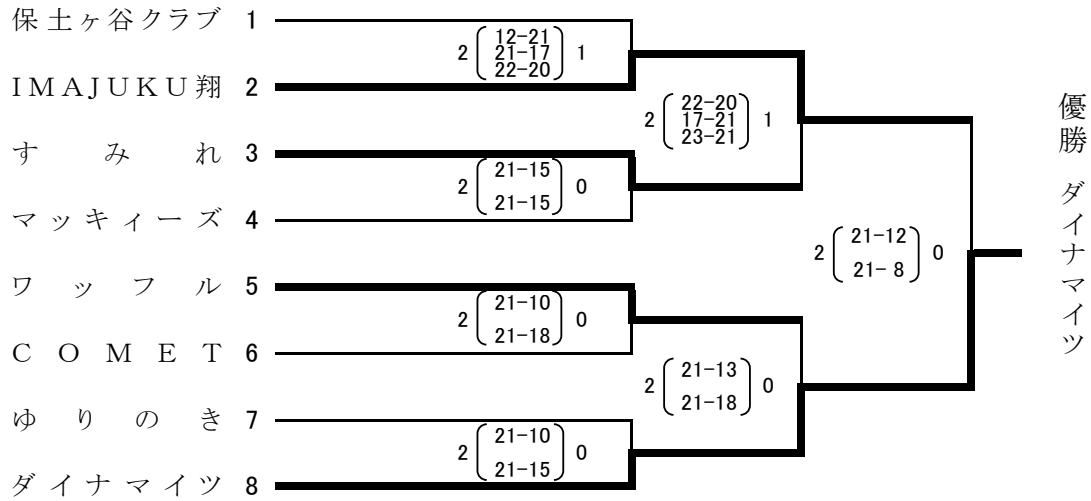 保土ヶ谷クラブ 1
IMAJUKU翔 2
すみれ 3
マッキィーズ 4
ワッフル 5
COMET 6
ゆりのき 7
ダイナマイツ 8
2 12-21 1
21-17
22-20
2 21-15 0
21-15
2 21-10 0
21-18
2 21-10 0
21-15
2 22-20 1
17-21
23-21
2 21-13 0
21-18
2 21-12 0
21- 8
優勝 ダイナマイツ